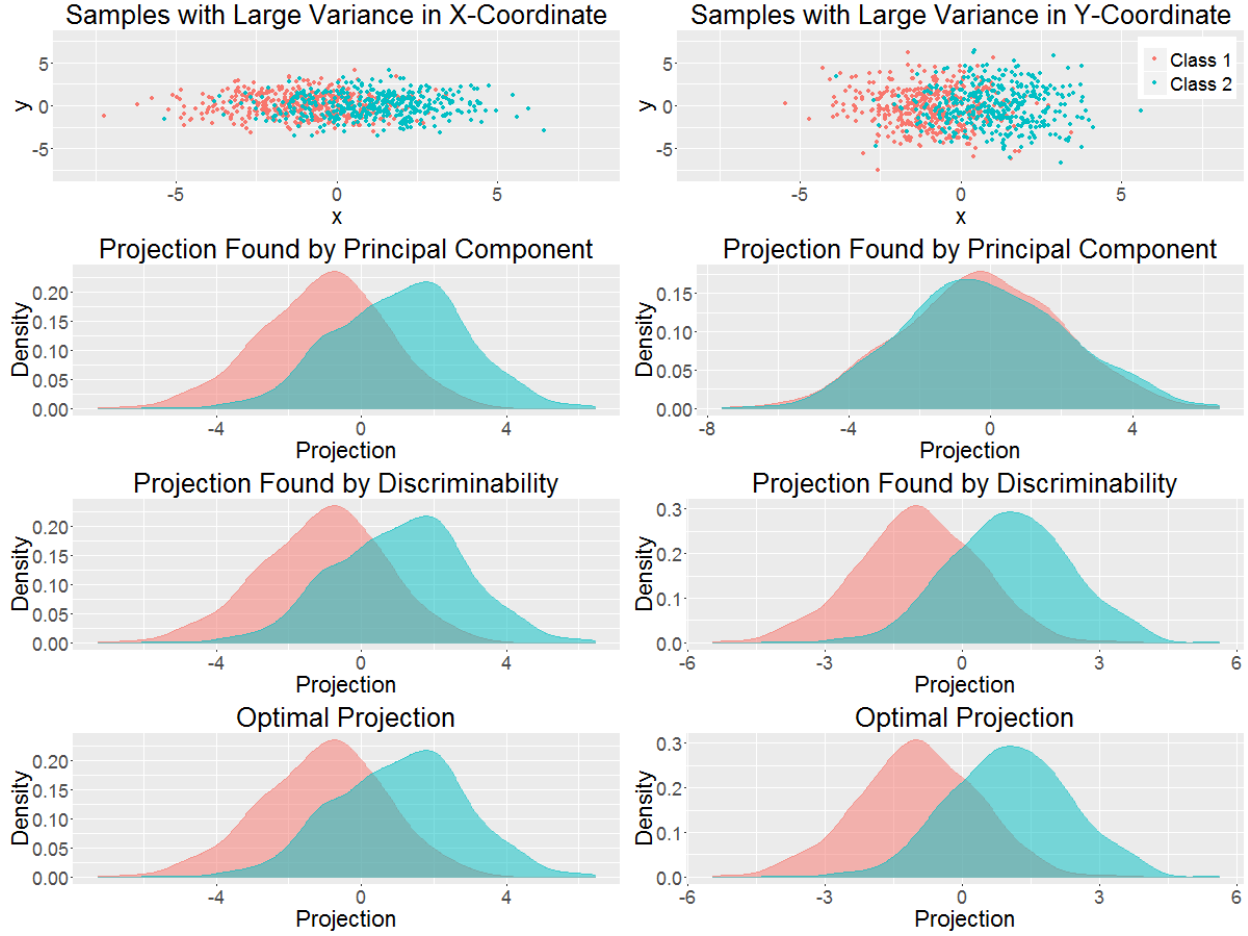 Samples with Large Variance in X-Coordinate
5
0
-5
y
-5
0
5
x
Samples with Large Variance in Y-Coordinate
5
0
-5
y
Class 1
Class 2
-5
0
5
x
Projection Found by Principal Component
0.20
0.15
0.10
0.05
0.00
Density
-4
0
4
Projection
Projection Found by Principal Component
0.15
0.10
0.05
0.00
Density
-8
-4
0
4
Projection
Projection Found by Discriminability
0.20
0.15
0.10
0.05
0.00
Density
-4
0
4
Projection
Projection Found by Discriminability
0.3
0.2
0.1
0.0
Density
-6
-3
0
3
6
Projection
Optimal Projection
0.20
0.15
0.10
0.05
0.00
Density
-4
0
4
Projection
Optimal Projection
0.3
0.2
0.1
0.0
Density
-6
-3
0
3
6
Projection